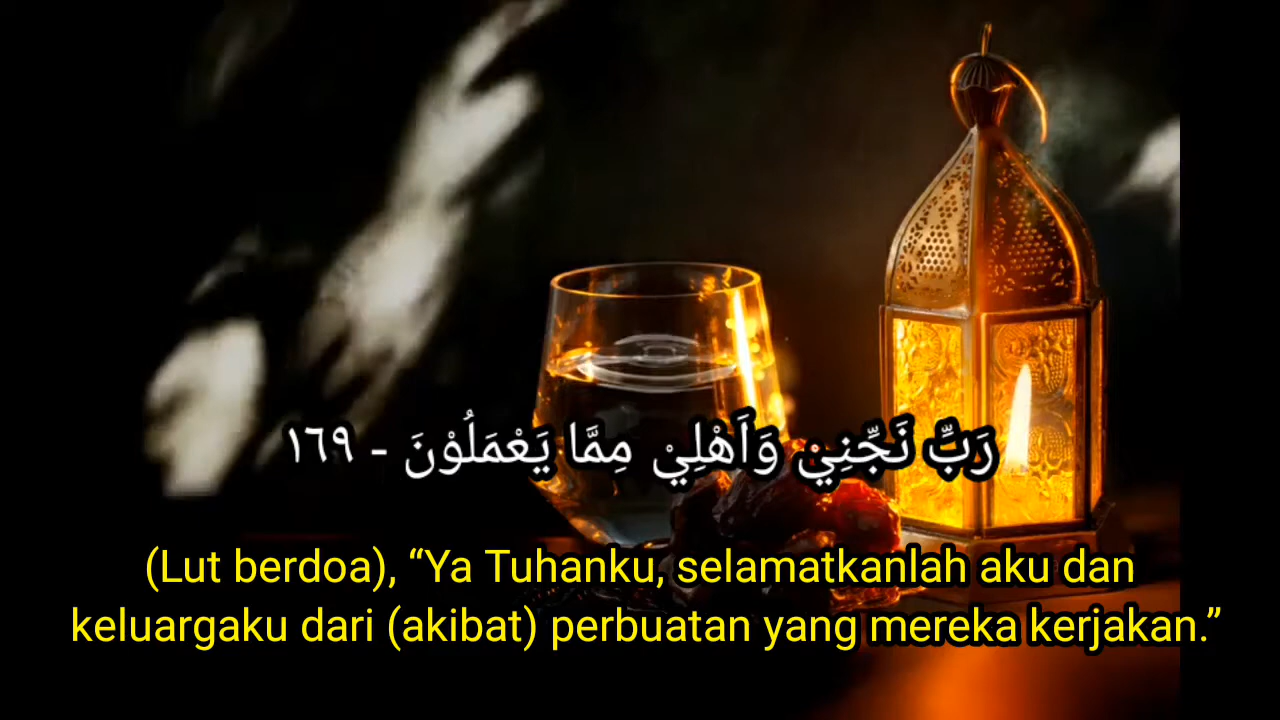 رَبِّ نَجِّنِيْ وَاَهْلِيْ مِمَّا يَعْمَلُوْنَ - ١٦٩
(Lut berdoa), “Ya Tuhanku, selamatkanlah aku dan
keluargaku dari (akibat) perbuatan yang mereka kerjakan.”